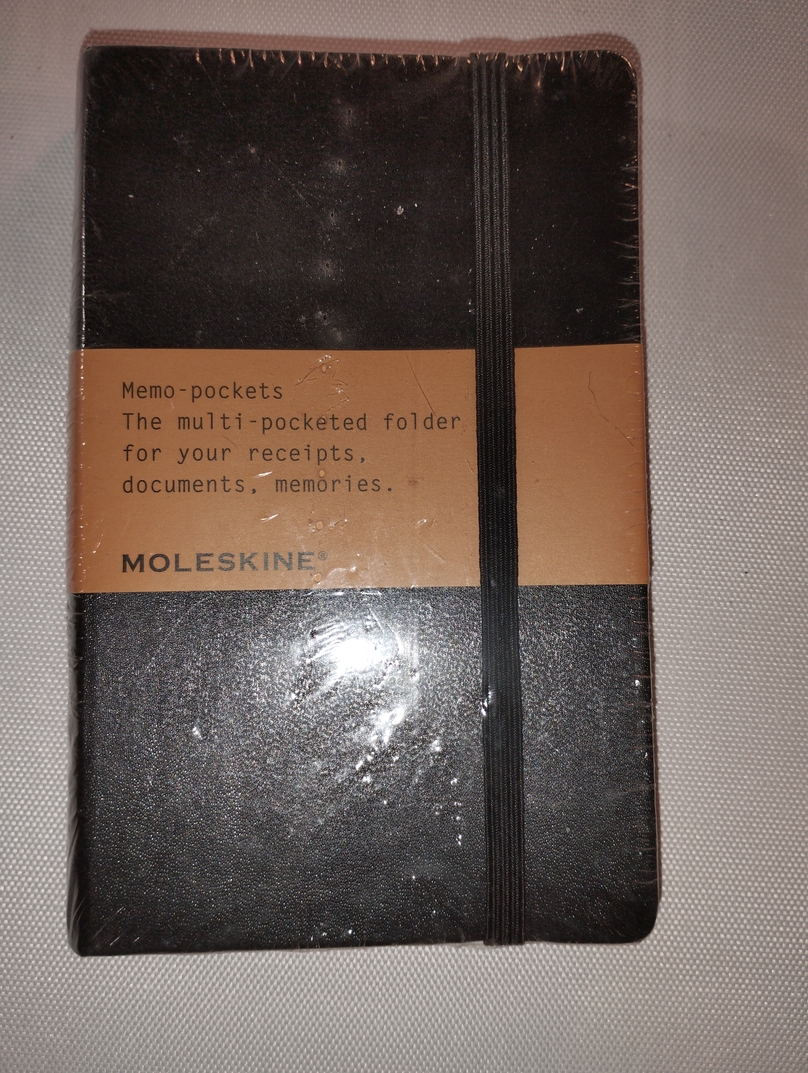 Memo-pockets
The multi-pocketed folder
for your receipts,
documents, memories.
MOLESKINE®